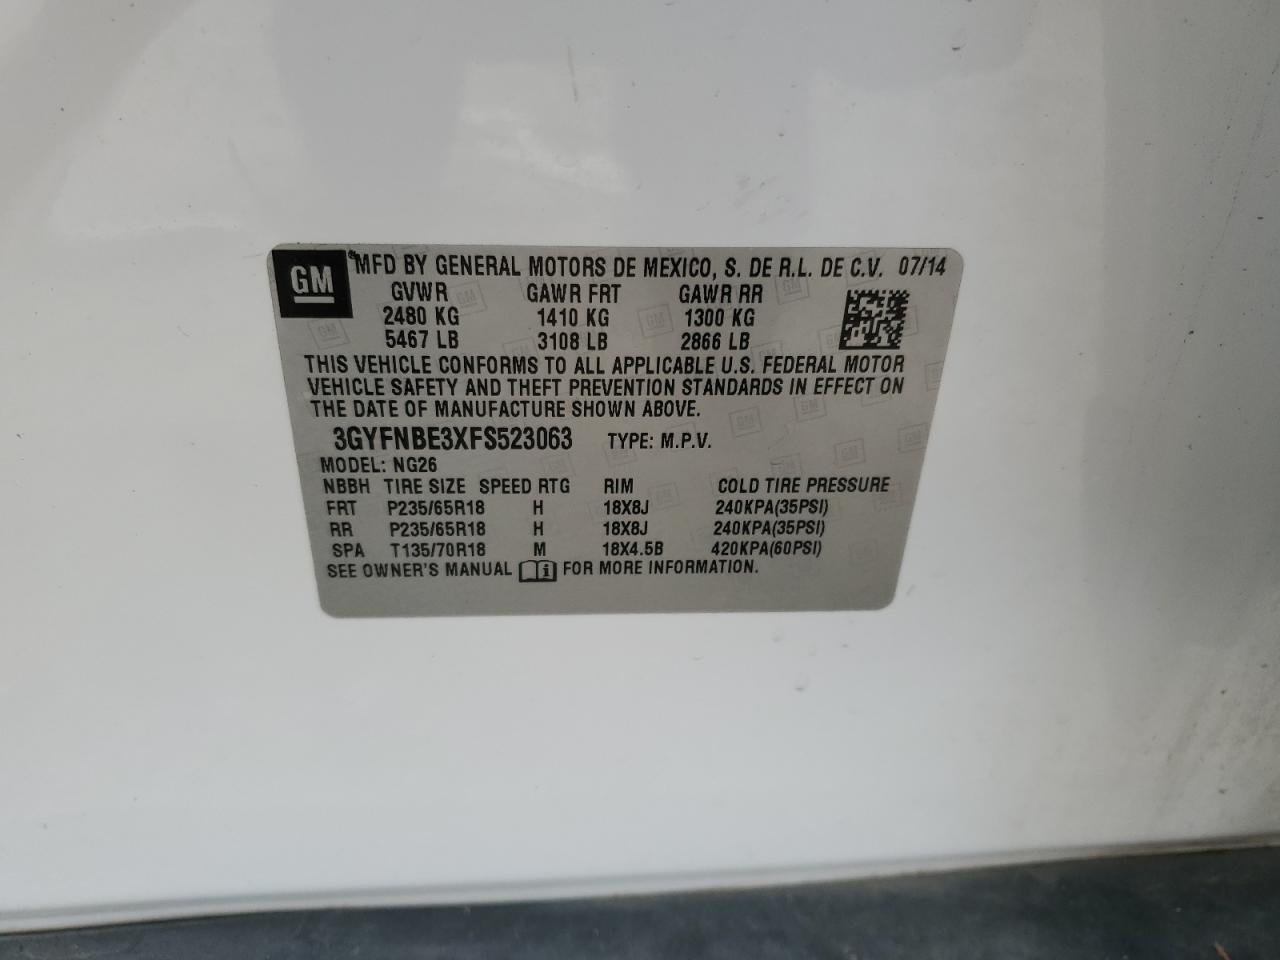 GM MFD BY GENERAL MOTORS DE MEXICO, S. DE R.L. DE C.V. 07/14
GVWR GAWR FRT GAWR RR
2480 KG 1410 KG 1300 KG
5467 LB 3108 LB 2866 LB
THIS VEHICLE CONFORMS TO ALL APPLICABLE U.S. FEDERAL MOTOR
VEHICLE SAFETY AND THEFT PREVENTION STANDARDS IN EFFECT ON
THE DATE OF MANUFACTURE SHOWN ABOVE.
3GYFNBE3XFS523063 TYPE: M.P.V.
MODEL: NG26
NBBH TIRE SIZE SPEED RTG RIM COLD TIRE PRESSURE
FRT P235/65R18 H 18X8J 240KPA(35PSI)
RR P235/65R18 H 18X8J 240KPA(35PSI)
SPA T135/70R18 M 18X4.5B 420KPA(60PSI)
SEE OWNER'S MANUAL i FOR MORE INFORMATION.